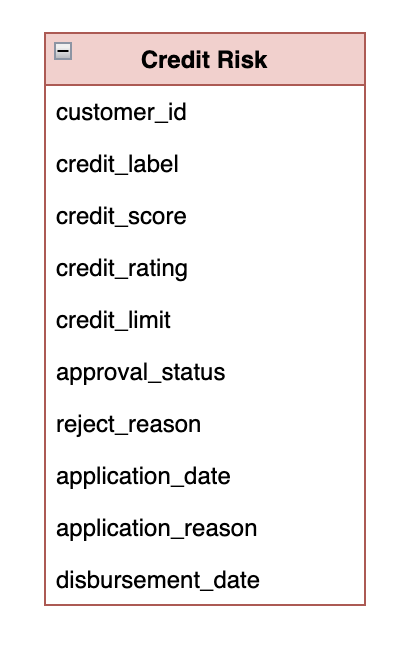 Credit Risk
customer_id
credit_label
credit_score
credit_rating
credit_limit
approval_status
reject_reason
application_date
application_reason
disbursement_date